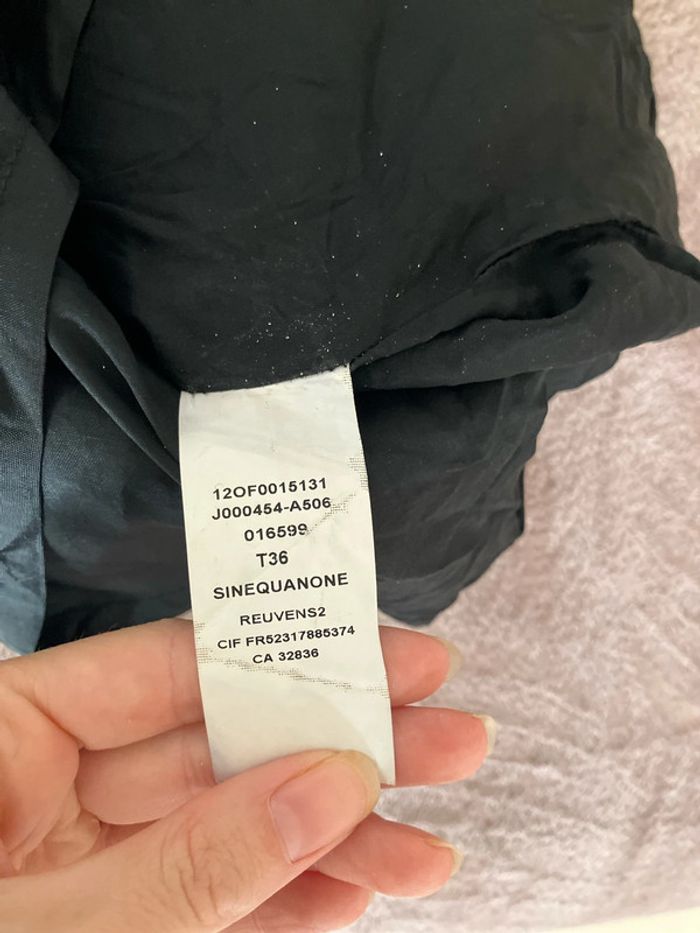 12OF0015131
J000454-A506
016599
T36
SINEQUANONE
REUVENS2
CIF FR52317885374
CA 32836